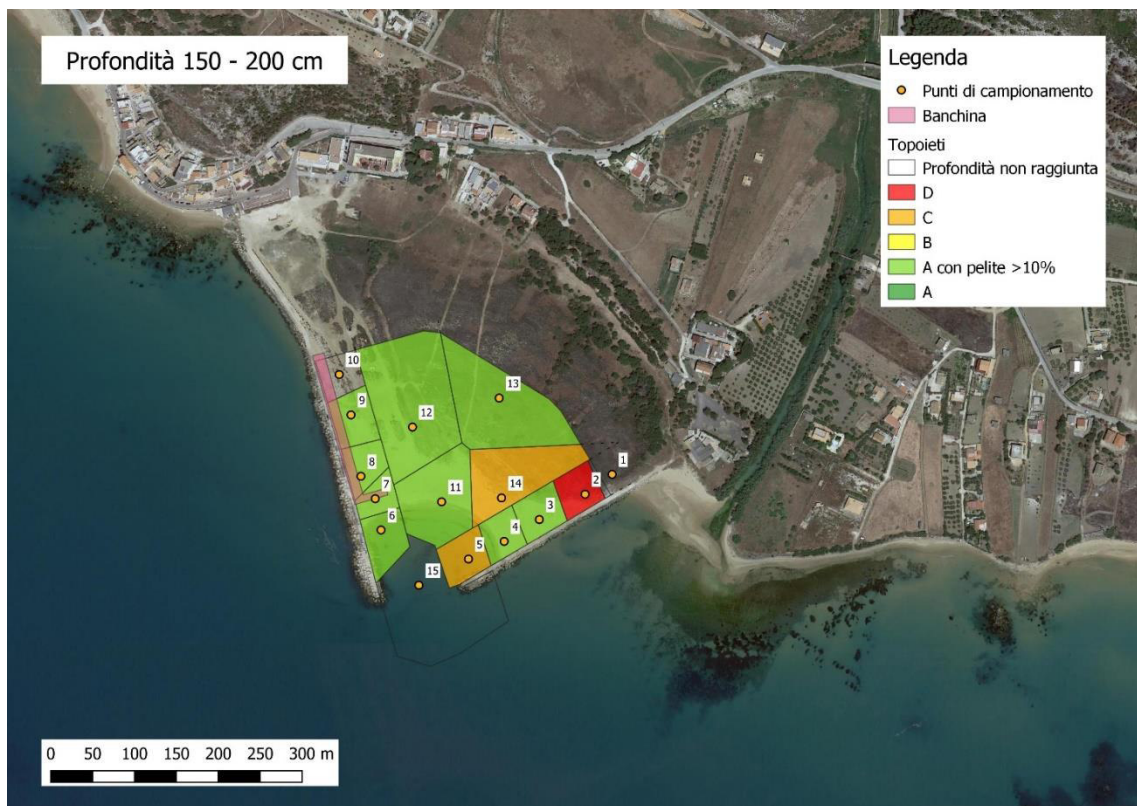 Profondità 150 - 200 cm
Legenda
Punti di campionamento
Banchina
Topoieti
Profondità non raggiunta
D
C
B
A con pelite >10%
A
10
9
13
12
8
1
7
2
11
14
3
6
4
5
15
0 50 100 150 200 250 300 m